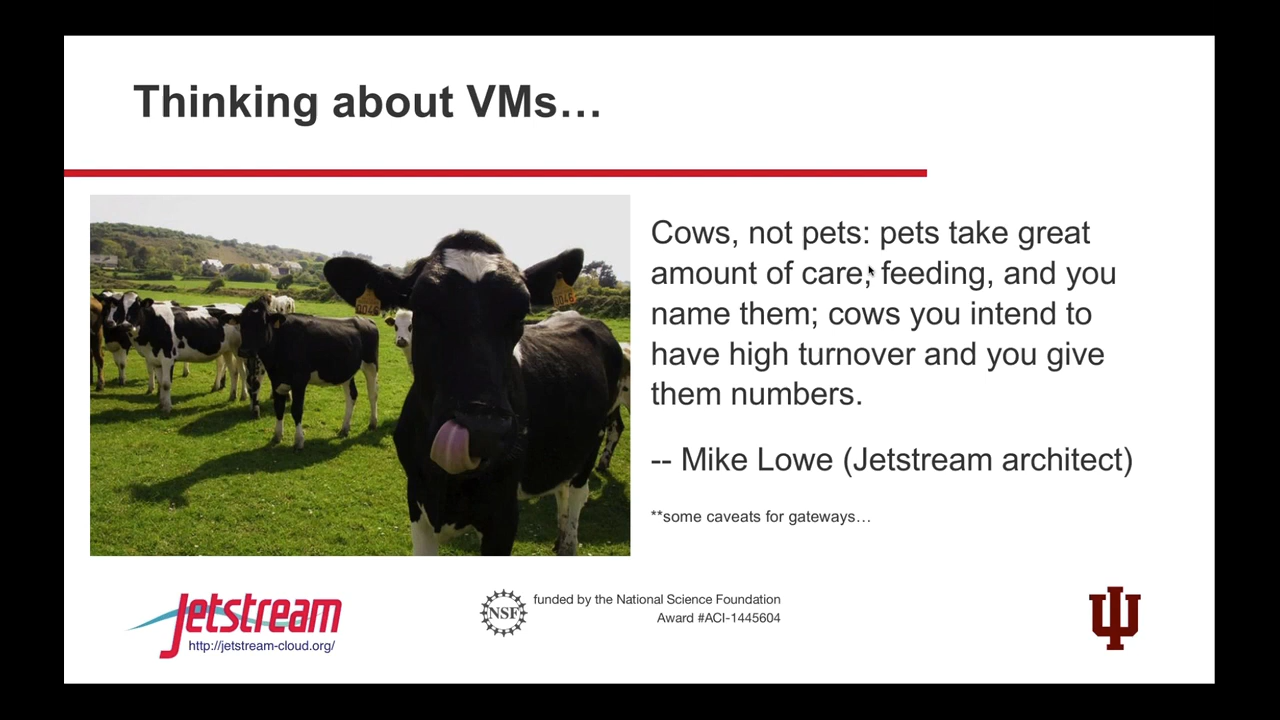 Thinking about VMs…
Cows, not pets: pets take great
amount of care, feeding, and you
name them; cows you intend to
have high turnover and you give
them numbers.
-- Mike Lowe (Jetstream architect)
**some caveats for gateways…
Jetstream
http://jetstream-cloud.org/
NSF
funded by the National Science Foundation
Award #ACI-1445604